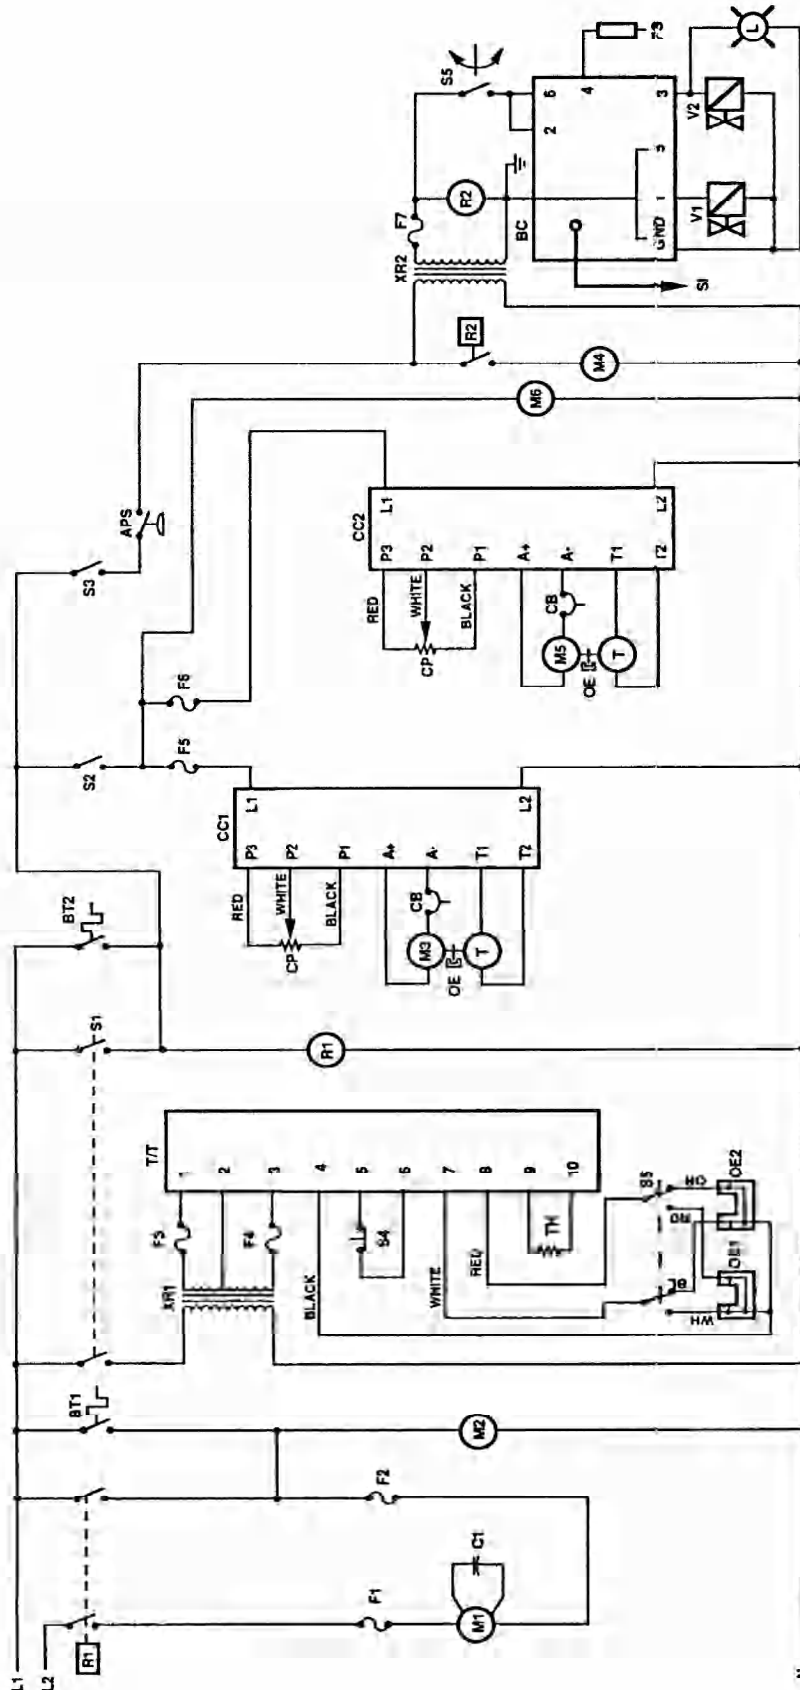 L1
L2
R1
F1
M1
C1
F2
BT1
M2
XR1
F3
F4
T/T
1
2
3
4
5
6
7
8
9
10
BLACK
S4
WHITE
RED
TH
S5
WH
BL
RD
OE1
OE2
S1
R1
BT2
S2
F5
F6
CC1
L1
L2
P3
P2
P1
A+
A-
T1
T2
RED
WHITE
BLACK
CP
CB
M3
OE
T
S3
APS
CC2
L1
L2
P3
P2
P1
A+
A-
T1
T2
RED
WHITE
BLACK
CP
CB
M5
OE
T
M6
R2
M4
XR2
F7
R2
S5
BC
2
4
3
1
GND
SI
V1
V2
L